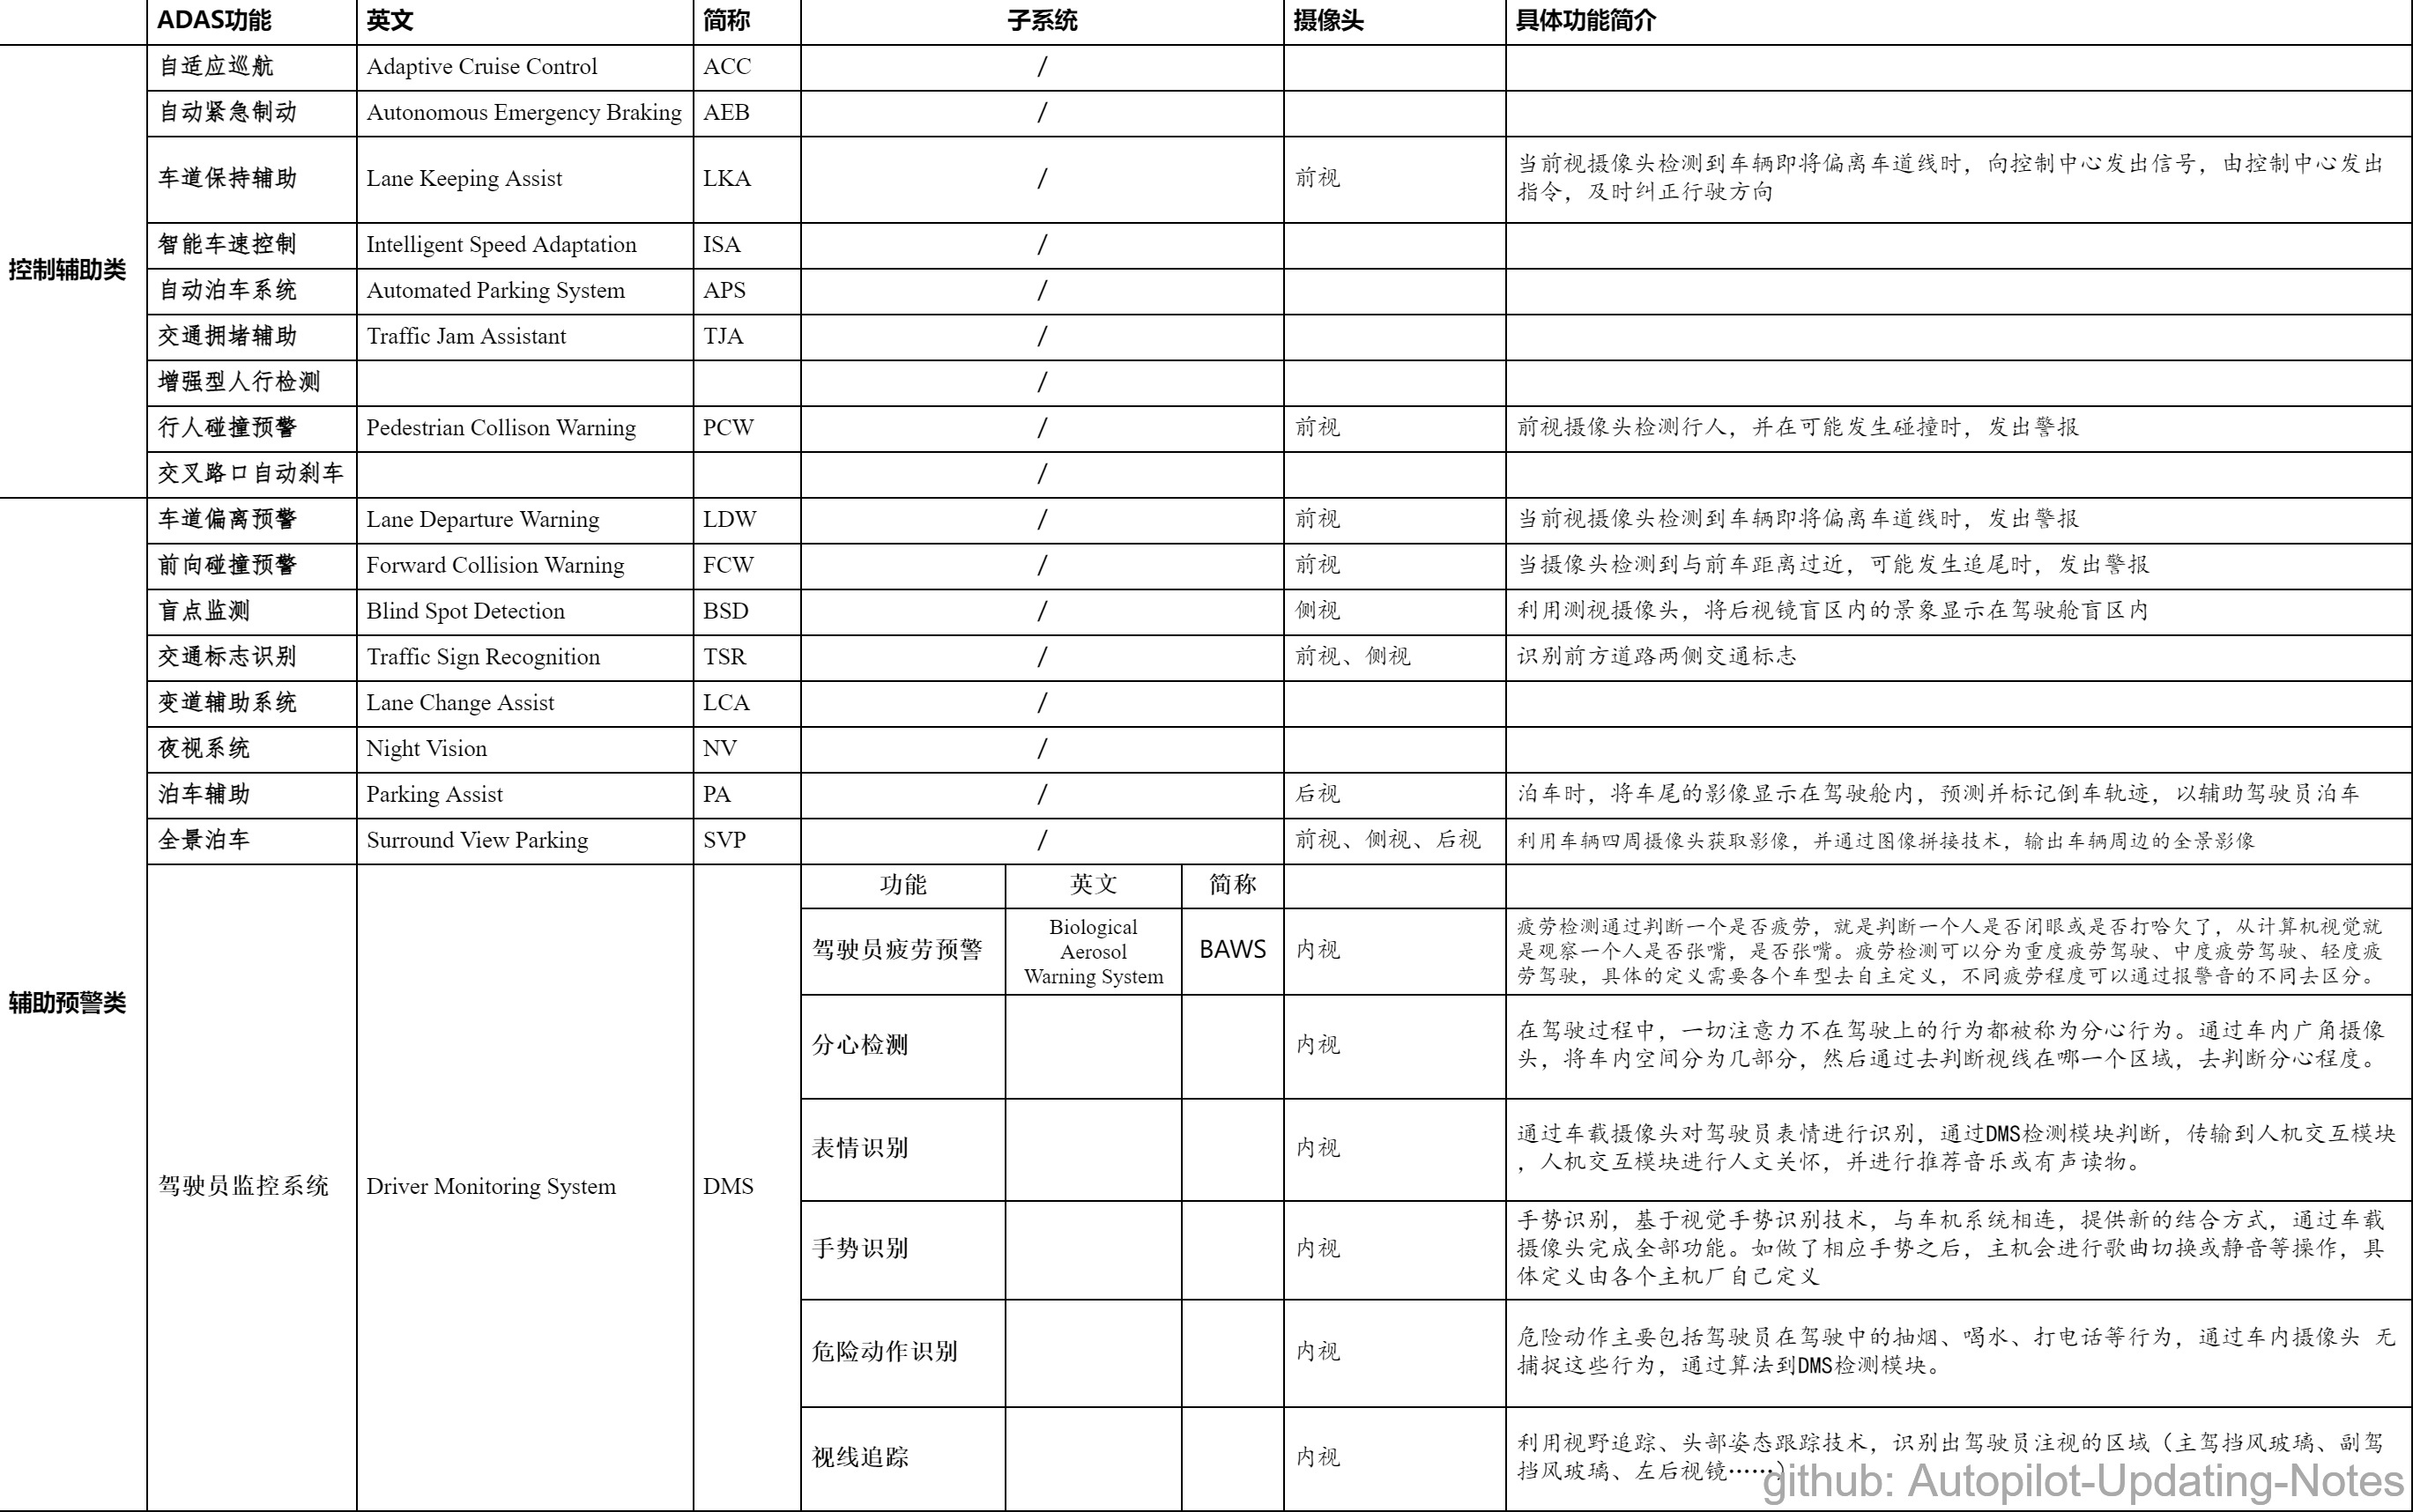 ADAS功能 英文 简称 子系统 摄像头 具体功能简介
控制辅助类
自适应巡航 Adaptive Cruise Control ACC /
自动紧急制动 Autonomous Emergency Braking AEB /
车道保持辅助 Lane Keeping Assist LKA / 前视
当前视摄像头检测到车辆即将偏离车道线时，向控制中心发出信号，由控制中心发出
指令，及时纠正行驶方向
智能车速控制 Intelligent Speed Adaptation ISA /
自动泊车系统 Automated Parking System APS /
交通拥堵辅助 Traffic Jam Assistant TJA /
增强型人行检测 /
行人碰撞预警 Pedestrian Collison Warning PCW / 前视 前视摄像头检测行人，并在可能发生碰撞时，发出警报
交叉路口自动刹车 /
辅助预警类
车道偏离预警 Lane Departure Warning LDW / 前视 当前视摄像头检测到车辆即将偏离车道线时，发出警报
前向碰撞预警 Forward Collision Warning FCW / 前视 当摄像头检测到与前车距离过近，可能发生追尾时，发出警报
盲点监测 Blind Spot Detection BSD / 侧视 利用测视摄像头，将后视镜盲区内的景象显示在驾驶舱盲区内
交通标志识别 Traffic Sign Recognition TSR / 前视、侧视 识别前方道路两侧交通标志
变道辅助系统 Lane Change Assist LCA /
夜视系统 Night Vision NV /
泊车辅助 Parking Assist PA / 后视 泊车时，将车尾的影像显示在驾驶舱内，预测并标记倒车轨迹，以辅助驾驶员泊车
全景泊车 Surround View Parking SVP / 前视、侧视、后视 利用车辆四周摄像头获取影像，并通过图像拼接技术，输出车辆周边的全景影像
驾驶员监控系统 Driver Monitoring System DMS
功能 英文 简称
驾驶员疲劳预警
Biological
Aerosol
Warning System
BAWS 内视
疲劳检测通过判断一个是否疲劳，就是判断一个人是否闭眼或是否打哈欠了，从计算机视觉就
是观察一个人是否张嘴，是否张嘴。疲劳检测可以分为重度疲劳驾驶、中度疲劳驾驶、轻度疲
劳驾驶，具体的定义需要各个车型去自主定义，不同疲劳程度可以通过报警音的不同去区分。
分心检测 内视
在驾驶过程中，一切注意力不在驾驶上的行为都被称为分心行为。通过车内广角摄像
头，将车内空间分为几部分，然后通过去判断视线在哪一个区域，去判断分心程度。
表情识别 内视
通过车载摄像头对驾驶员表情进行识别，通过DMS检测模块判断，传输到人机交互模块
，人机交互模块进行人文关怀，并进行推荐音乐或有声读物。
手势识别 内视
手势识别，基于视觉手势识别技术，与车机系统相连，提供新的结合方式，通过车载
摄像头完成全部功能。如做了相应手势之后，主机会进行歌曲切换或静音等操作，具
体定义由各个主机厂自己定义
危险动作识别 内视
危险动作主要包括驾驶员在驾驶中的抽烟、喝水、打电话等行为，通过车内摄像头 无
捕捉这些行为，通过算法到DMS检测模块。
视线追踪 内视
利用视野追踪、头部姿态跟踪技术，识别出驾驶员注视的区域（主驾挡风玻璃、副驾
挡风玻璃、左后视镜……）
github: Autopilot-Updating-Notes